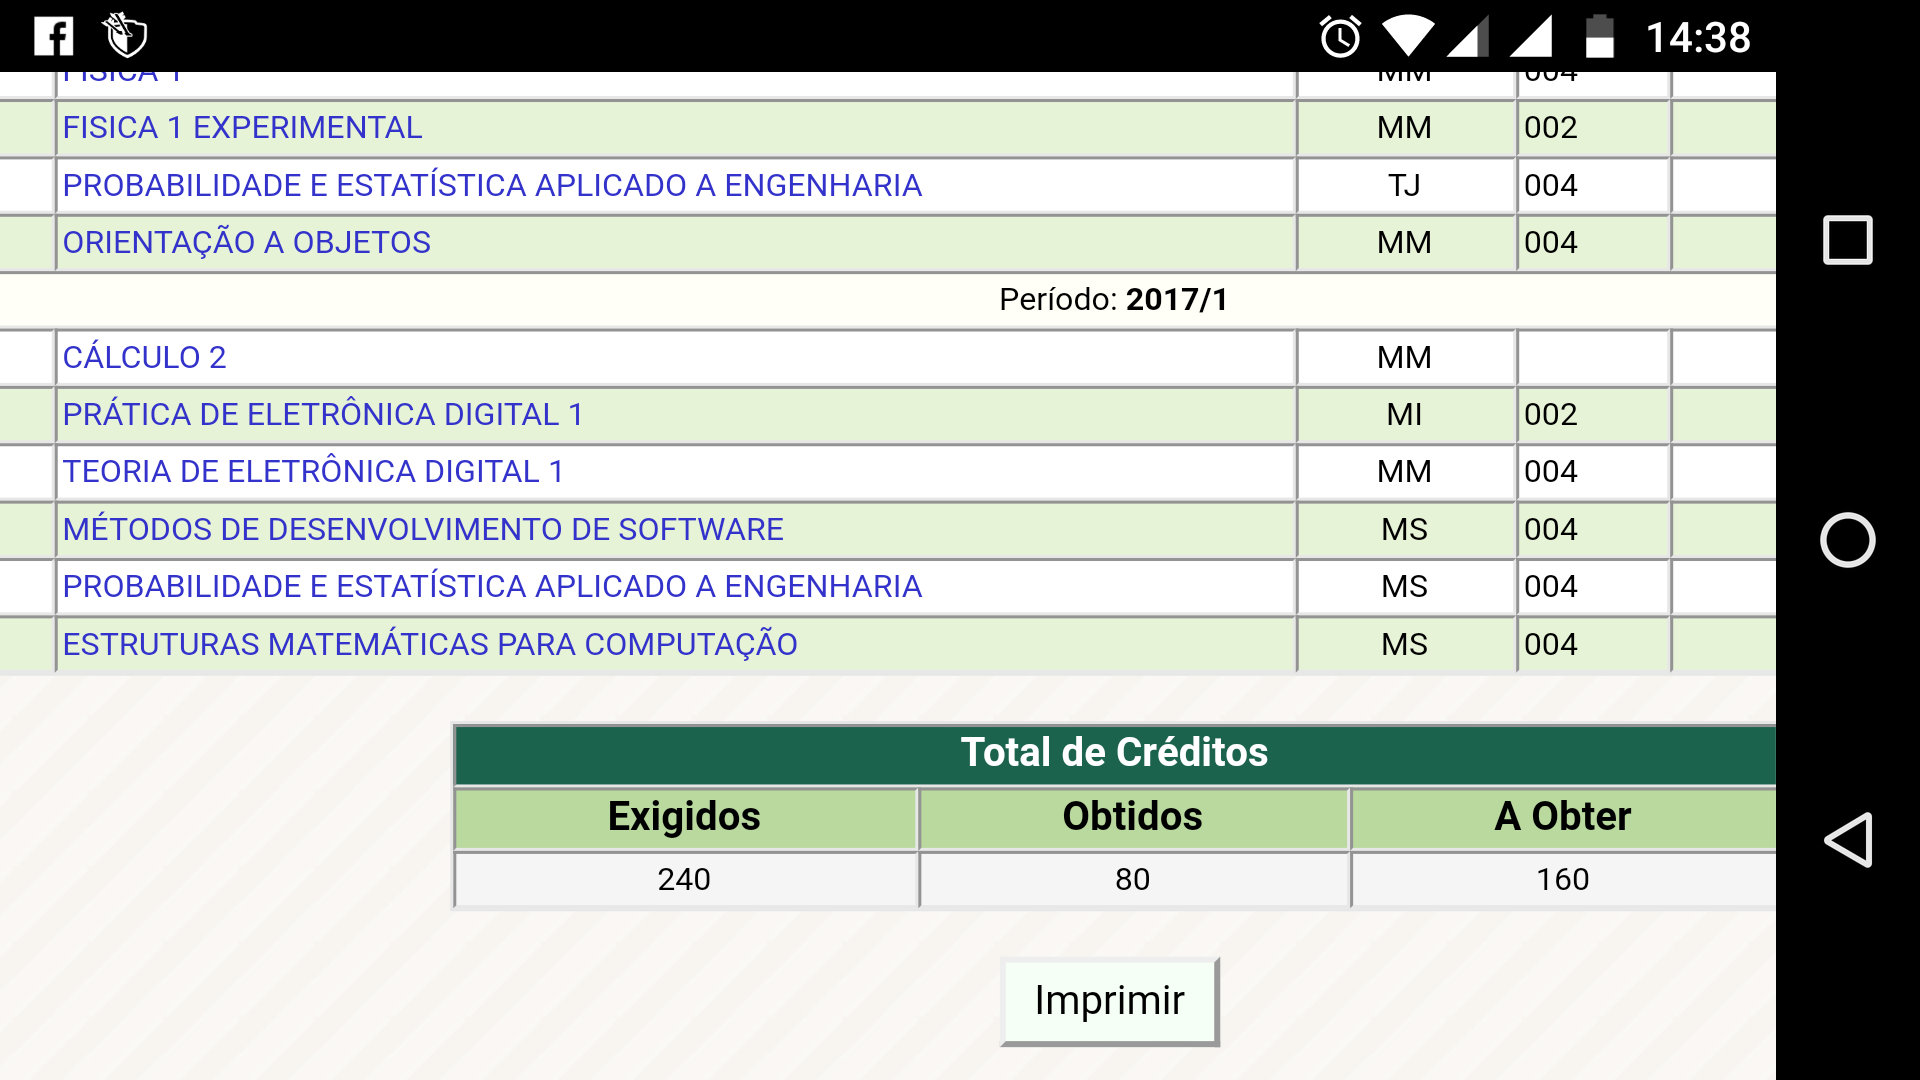 14:38
FISICA 1 MM 004
FISICA 1 EXPERIMENTAL MM 002
PROBABILIDADE E ESTATÍSTICA APLICADO A ENGENHARIA TJ 004
ORIENTAÇÃO A OBJETOS MM 004
Período: 2017/1
CÁLCULO 2 MM
PRÁTICA DE ELETRÔNICA DIGITAL 1 MI 002
TEORIA DE ELETRÔNICA DIGITAL 1 MM 004
MÉTODOS DE DESENVOLVIMENTO DE SOFTWARE MS 004
PROBABILIDADE E ESTATÍSTICA APLICADO A ENGENHARIA MS 004
ESTRUTURAS MATEMÁTICAS PARA COMPUTAÇÃO MS 004
Total de Créditos
Exigidos Obtidos A Obter
240 80 160
Imprimir